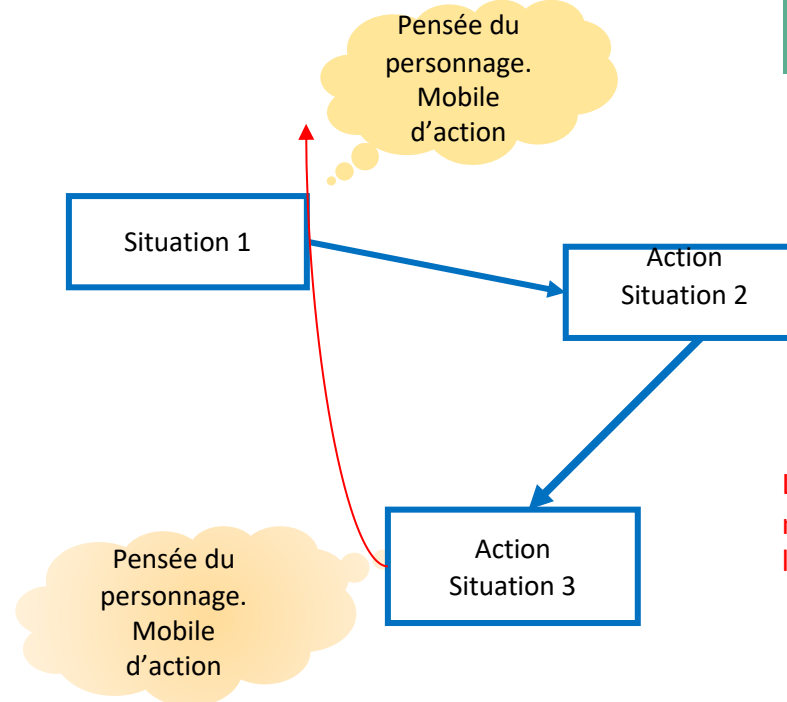 Pensée du
personnage.
Mobile
d’action
Situation 1
Action
Situation 2
Action
Situation 3
Pensée du
personnage.
Mobile
d’action